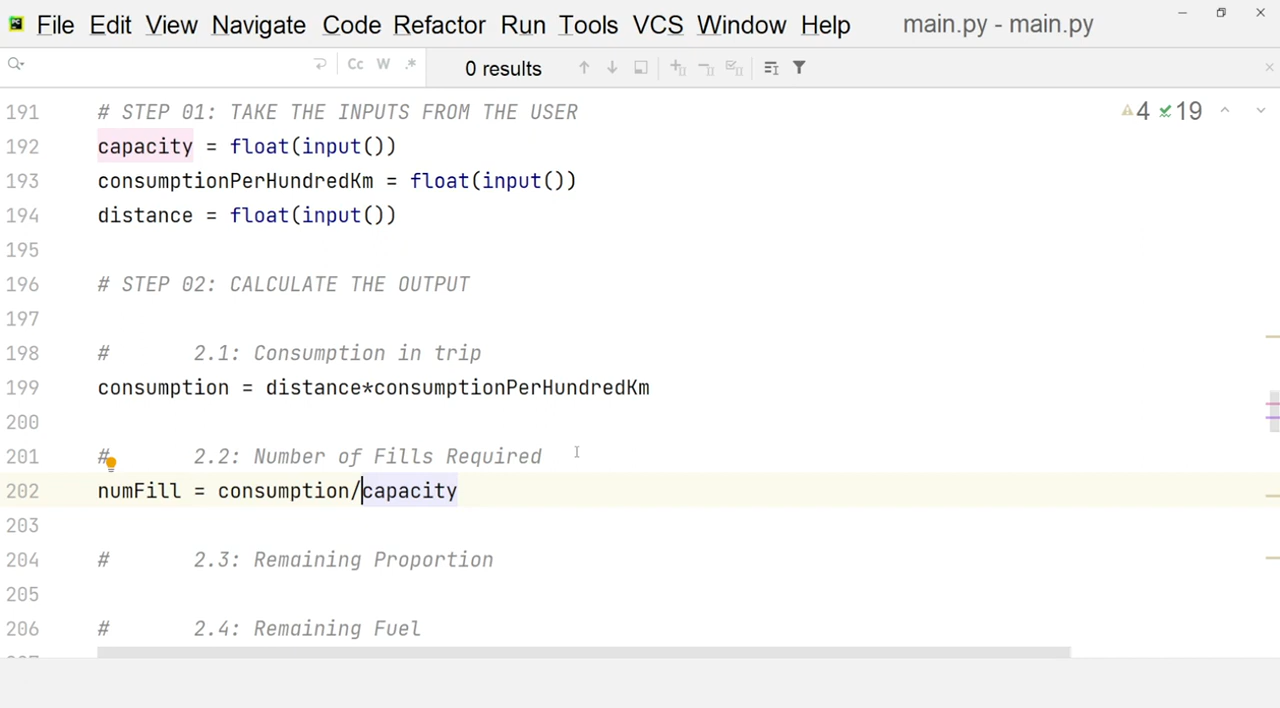 File Edit View Navigate Code Refactor Run Tools VCS Window Help main.py - main.py
Cc W .* 0 results
191 # STEP 01: TAKE THE INPUTS FROM THE USER 4 19
192 capacity = float(input())
193 consumptionPerHundredKm = float(input())
194 distance = float(input())
195
196 # STEP 02: CALCULATE THE OUTPUT
197
198 # 2.1: Consumption in trip
199 consumption = distance*consumptionPerHundredKm
200
201 # 2.2: Number of Fills Required
202 numFill = consumption/capacity
203
204 # 2.3: Remaining Proportion
205
206 # 2.4: Remaining Fuel